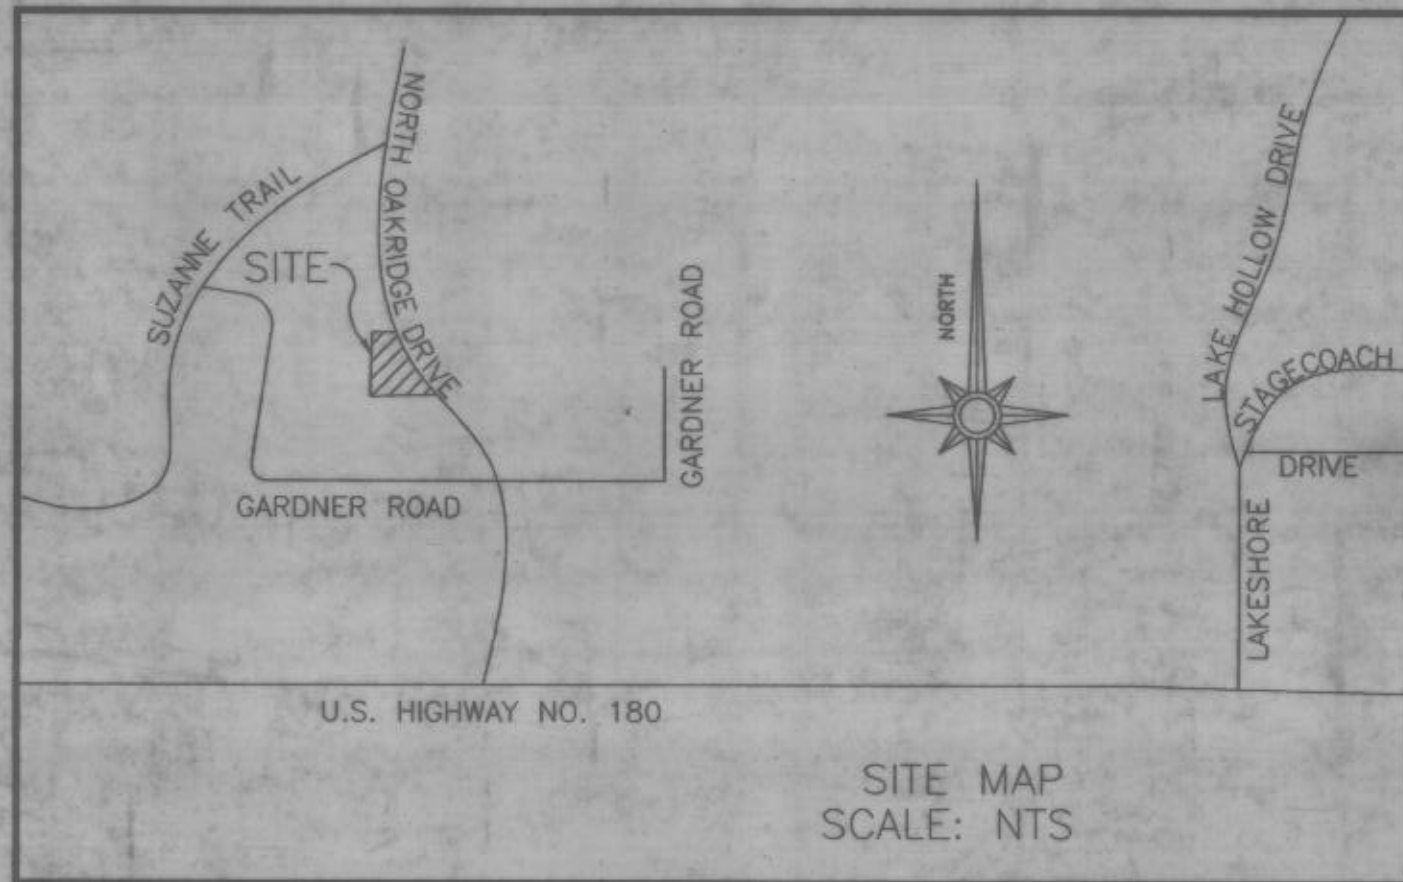 NORTH OAKRIDGE DRIVE
SUZANNE TRAIL
SITE
GARDNER ROAD
GARDNER ROAD
NORTH
LAKE HOLLOW DRIVE
STAGECOACH
DRIVE
LAKESHORE
U.S. HIGHWAY NO. 180
SITE MAP
SCALE: NTS